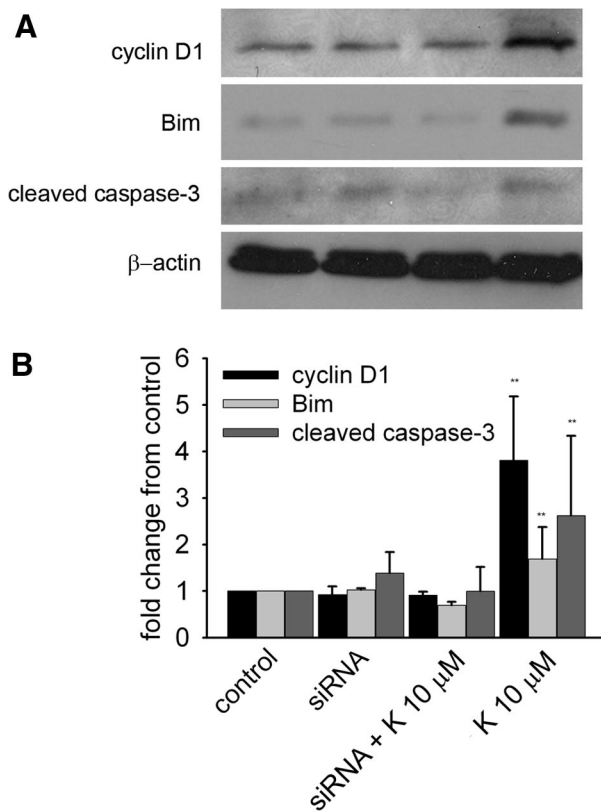 A
cyclin D1
Bim
cleaved caspase-3
β–actin
B
fold change from control
6
5
4
3
2
1
0
cyclin D1
Bim
cleaved caspase-3
**
**
**
control
siRNA
siRNA + K 10 μM
K 10 μM